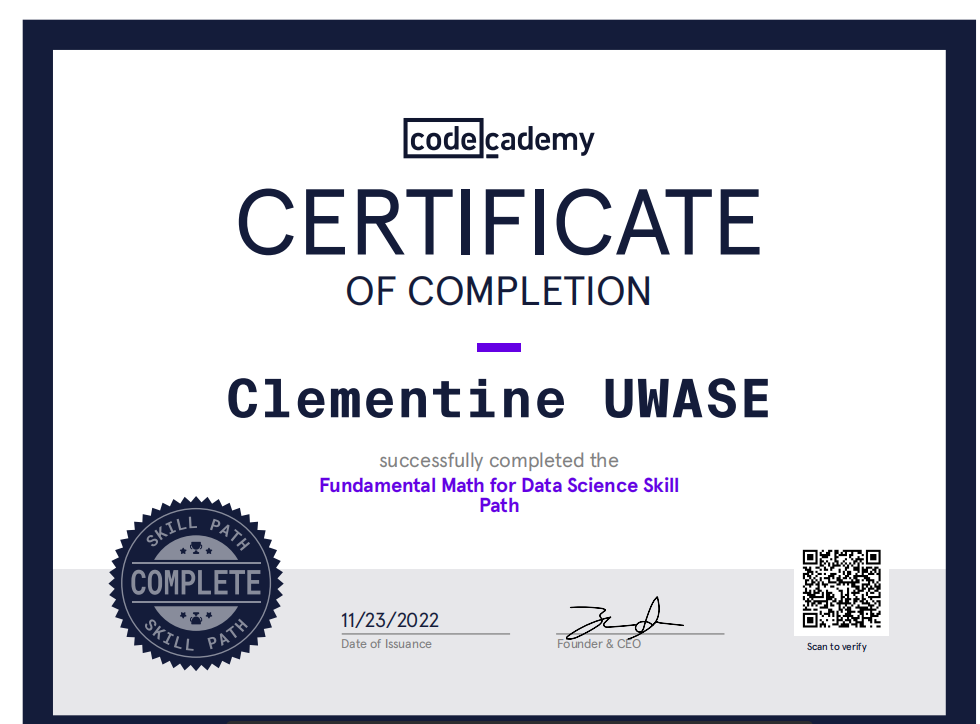 codecademy
CERTIFICATE
OF COMPLETION
Clementine UWASE
successfully completed the
Fundamental Math for Data Science Skill
Path
SKILL PATH
COMPLETE
SKILL PATH
11/23/2022
Date of Issuance
Founder & CEO
Scan to verify